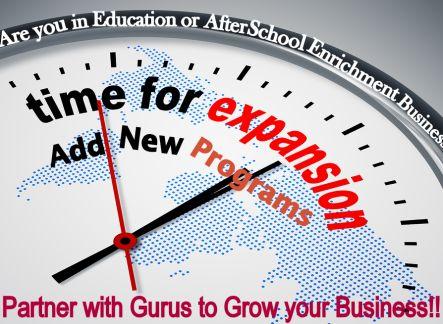 Are you in Education or AfterSchool Enrichment Business
time for expansion
Add New Programs
Partner with Gurus to Grow your Business!!